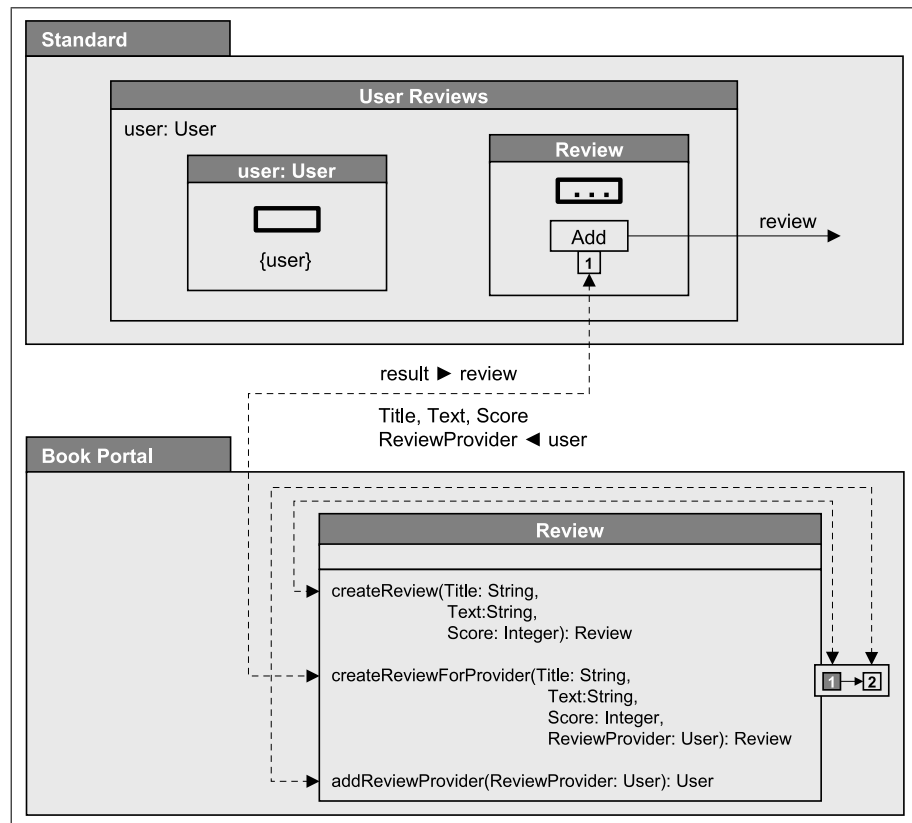 Standard
User Reviews
user: User
user: User
{user}
Review
...
Add
1
review
result ► review
Title, Text, Score
ReviewProvider ◄ user
Book Portal
Review
createReview(Title: String,
Text:String,
Score: Integer): Review
createReviewForProvider(Title: String,
Text:String,
Score: Integer,
ReviewProvider: User): Review
1 2
addReviewProvider(ReviewProvider: User): User